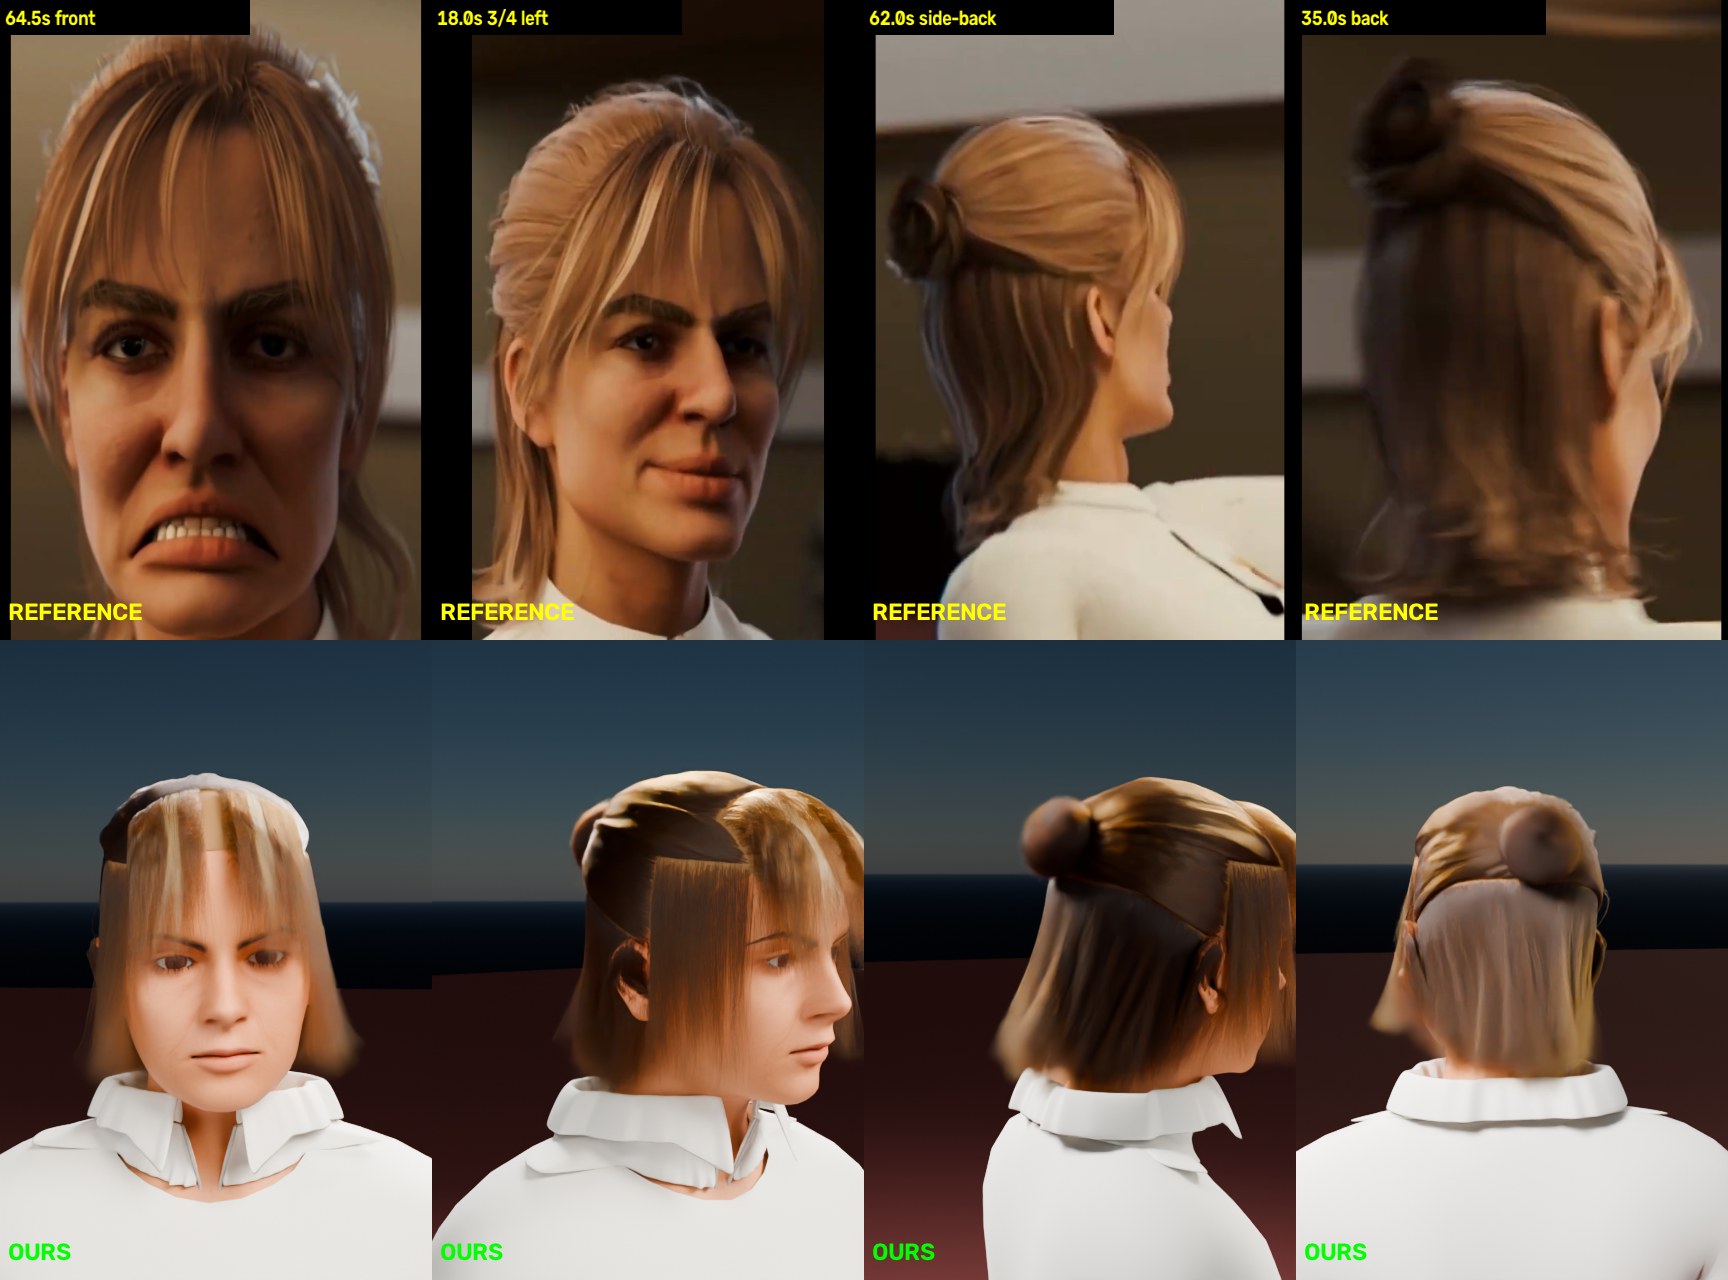 64.5s front
18.0s 3/4 left
62.0s side-back
35.0s back
REFERENCE
REFERENCE
REFERENCE
REFERENCE
OURS
OURS
OURS
OURS